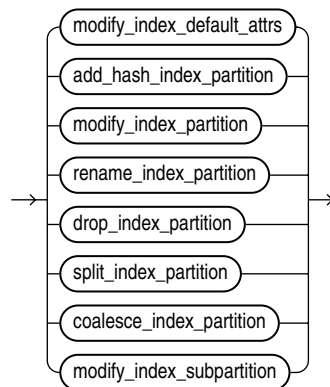 modify_index_default_attrs
add_hash_index_partition
modify_index_partition
rename_index_partition
drop_index_partition
split_index_partition
coalesce_index_partition
modify_index_subpartition